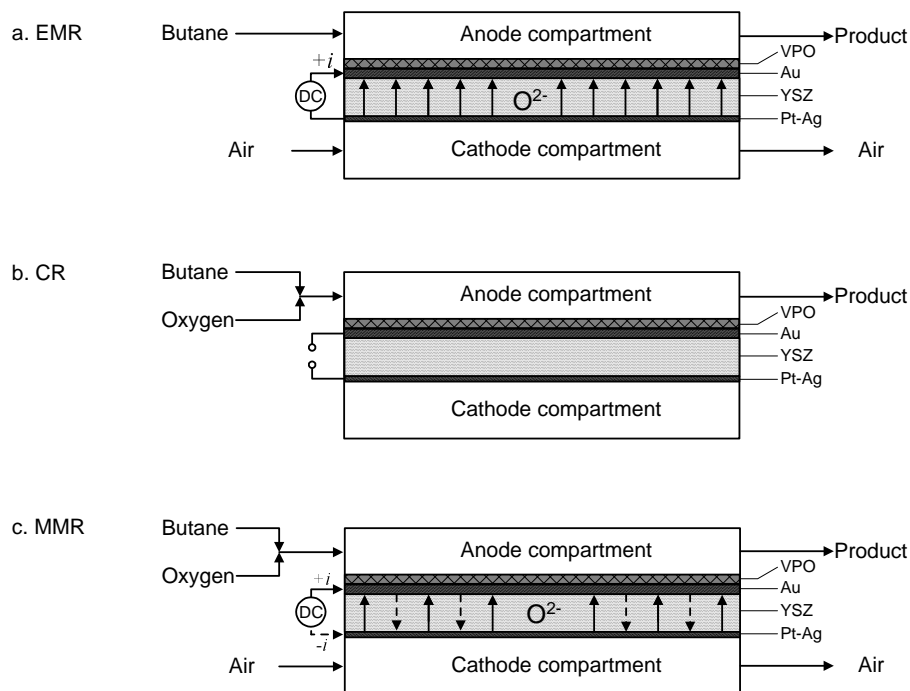 a. EMR
Butane
Anode compartment
Product
VPO
+i
Au
DC
O2-
YSZ
Pt-Ag
Air
Cathode compartment
Air
b. CR
Butane
Anode compartment
Product
Oxygen
VPO
Au
YSZ
Pt-Ag
Cathode compartment
c. MMR
Butane
Anode compartment
Product
Oxygen
VPO
+i
Au
DC
O2-
YSZ
-i
Pt-Ag
Air
Cathode compartment
Air